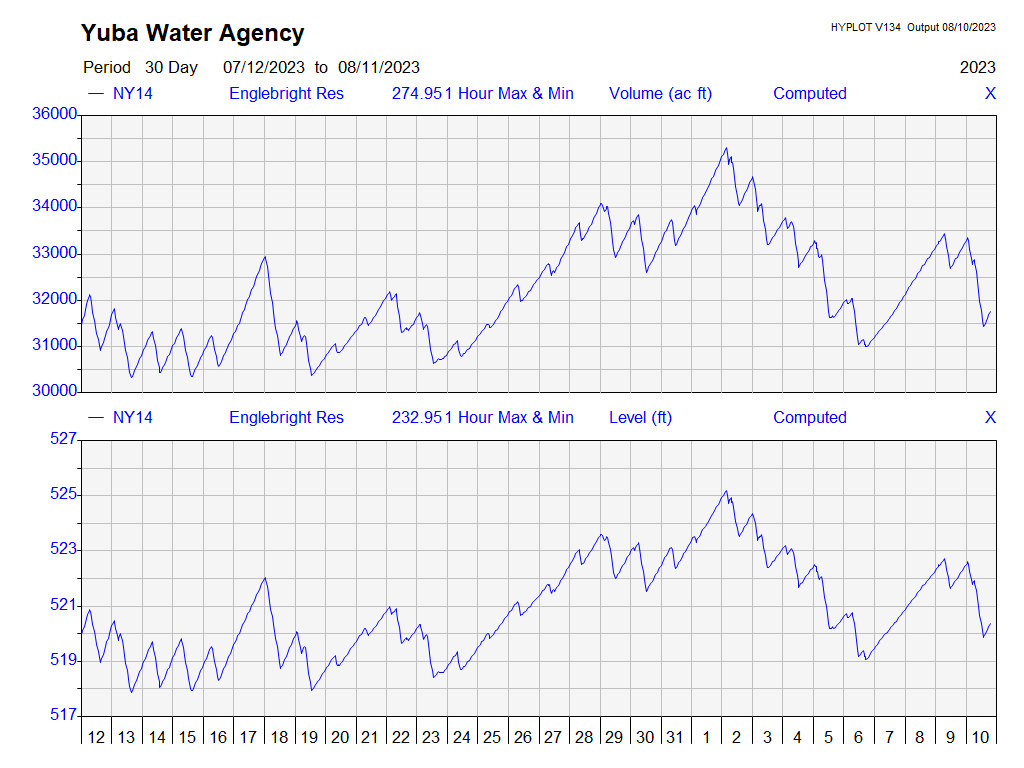 Yuba Water Agency
HYPLOT V134 Output 08/10/2023
Period 30 Day 07/12/2023 to 08/11/2023
2023
NY14 Englebright Res 274.951 Hour Max & Min Volume (ac ft) Computed X
36000
35000
34000
33000
32000
31000
30000
NY14 Englebright Res 232.951 Hour Max & Min Level (ft) Computed X
527
525
523
521
519
517
12 13 14 15 16 17 18 19 20 21 22 23 24 25 26 27 28 29 30 31 1 2 3 4 5 6 7 8 9 10